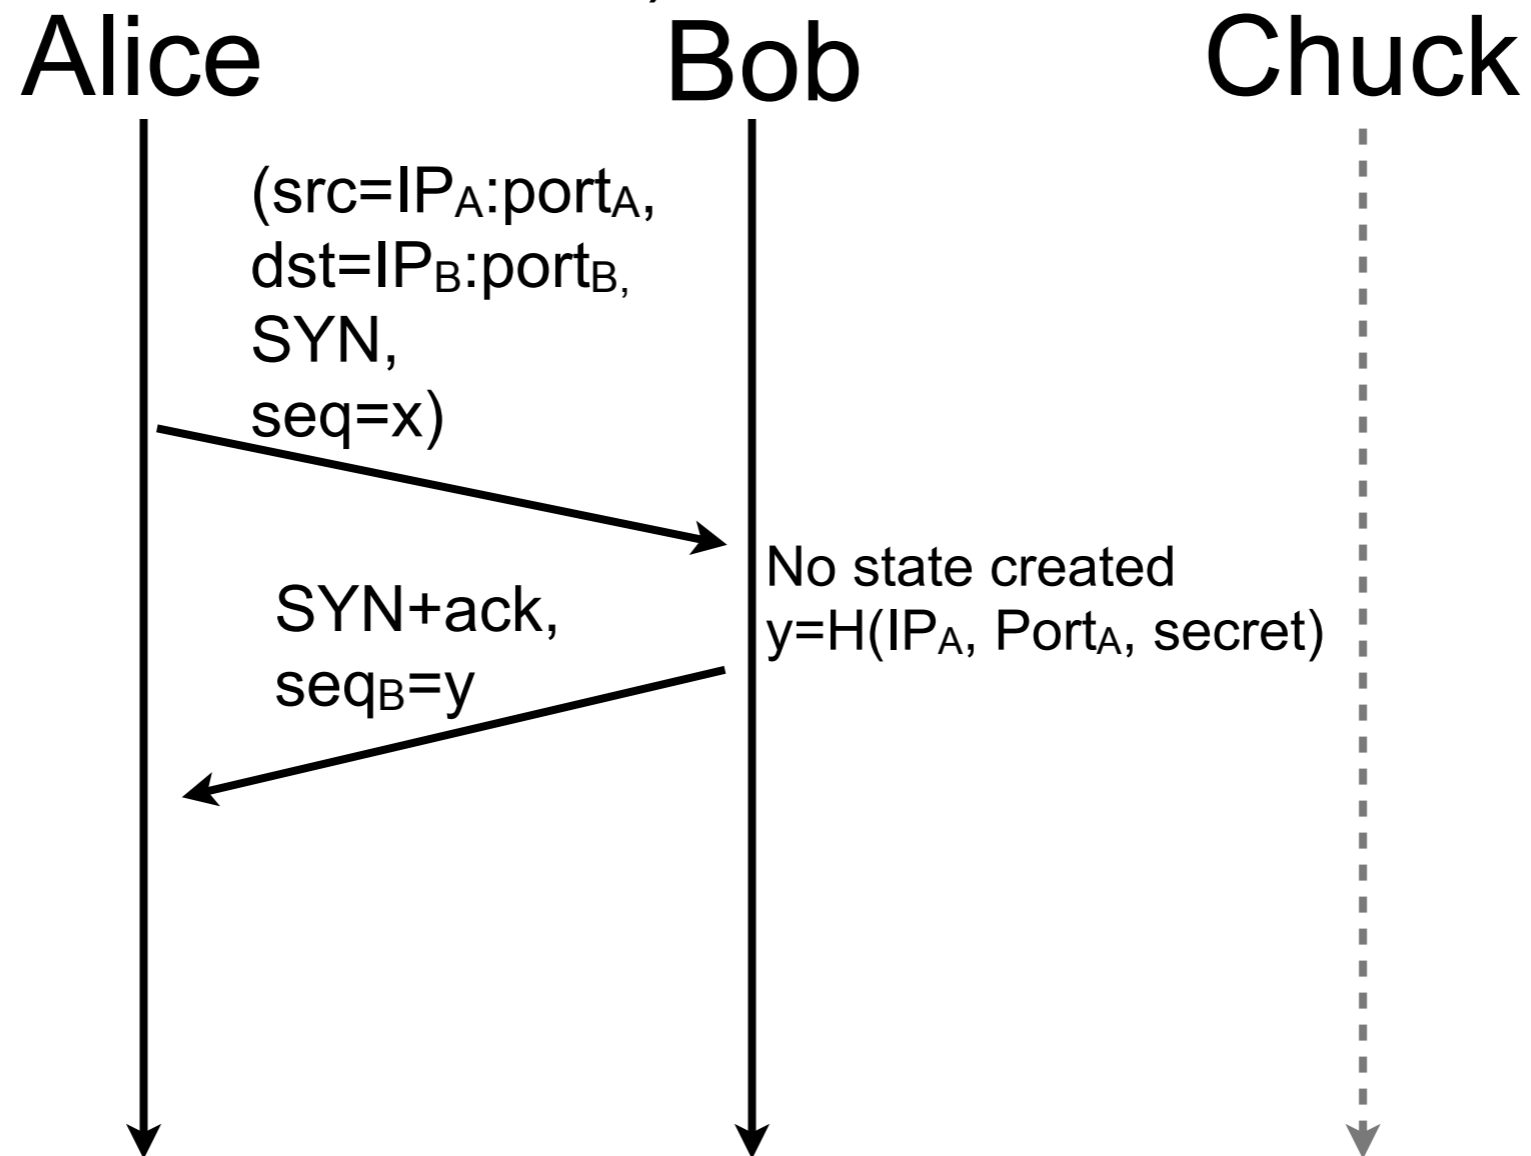 Alice
Bob
Chuck
(src=IPA:portA,
dst=IPB:portB,
SYN,
seq=x)
No state created
y=H(IPA, PortA, secret)
SYN+ack,
seqB=y